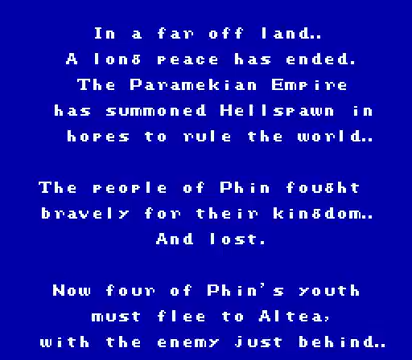 In a far off land..
A long peace has ended.
The Paramekian Empire
has summoned Hellspawn in
hopes to rule the world..
The people of Phin fought
bravely for their kingdom..
And lost.
Now four of Phin's youth
must flee to Altea,
with the enemy just behind..